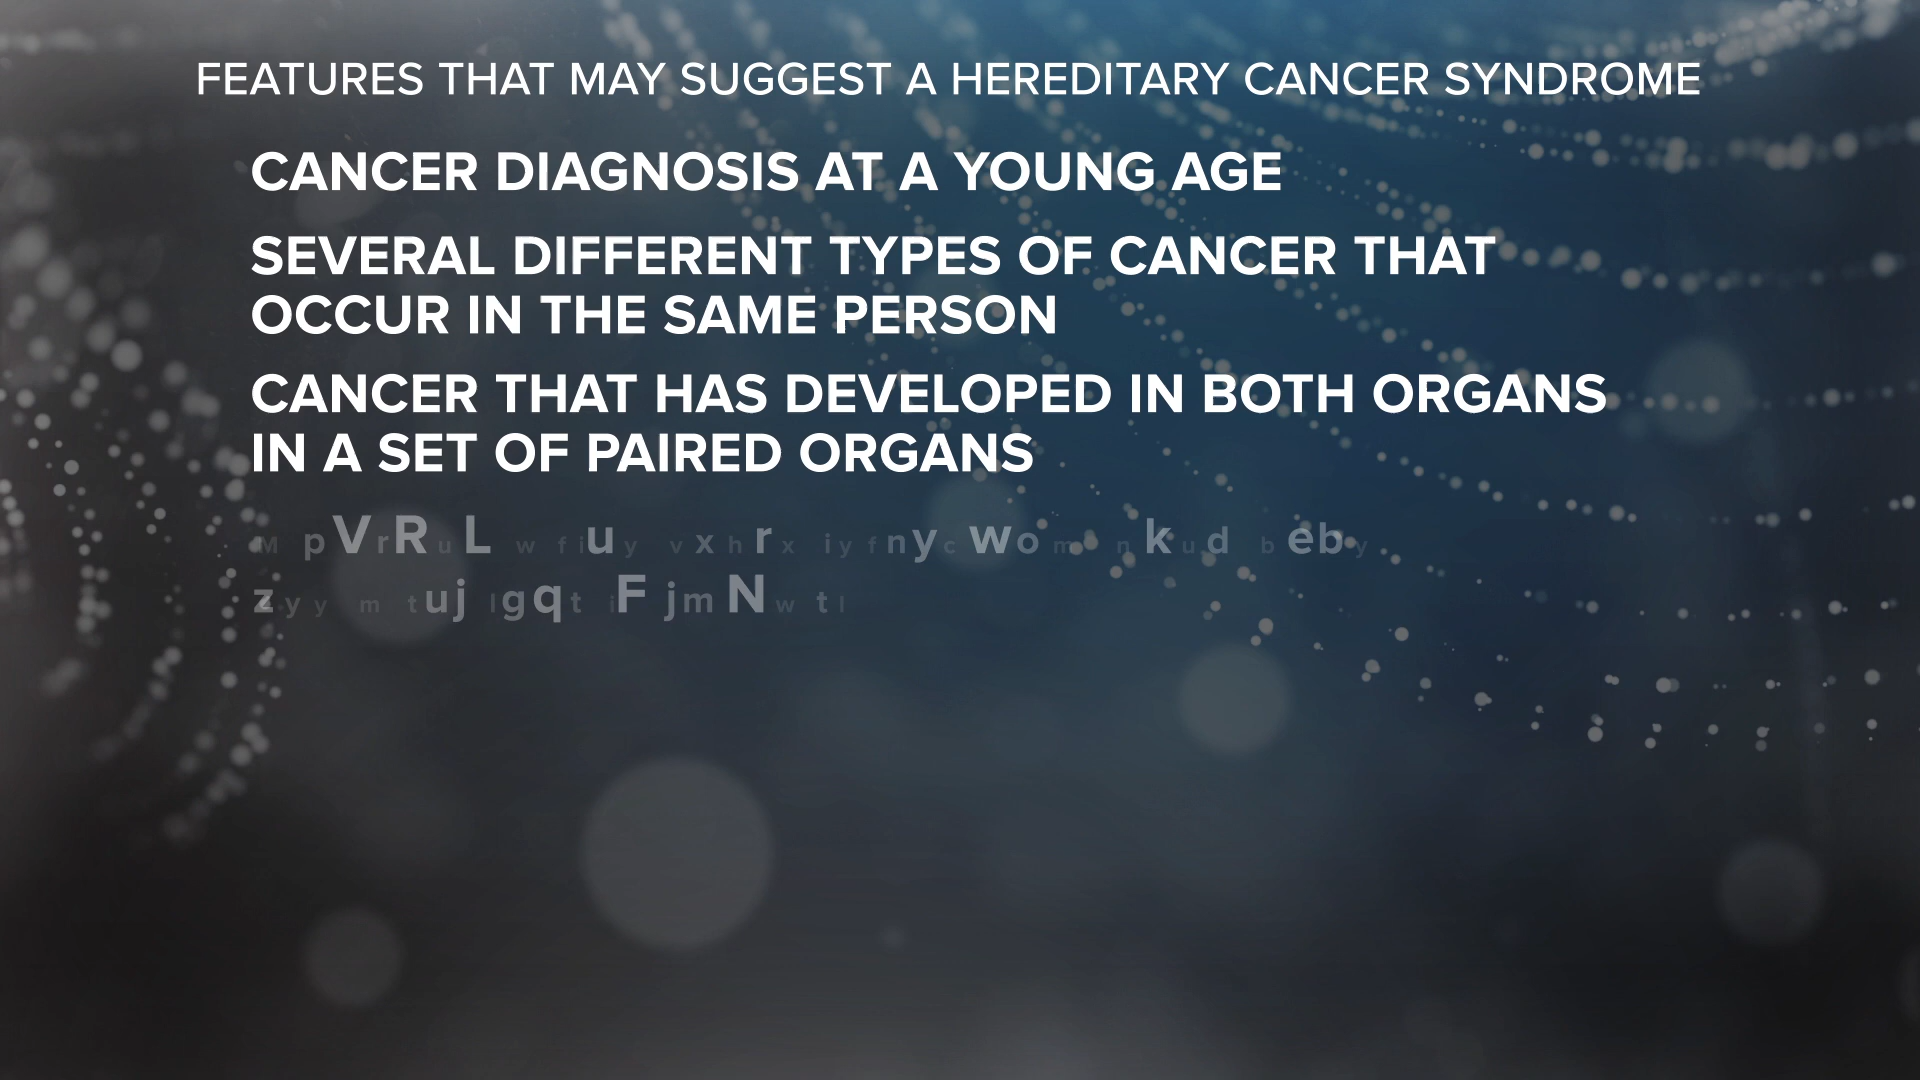 FEATURES THAT MAY SUGGEST A HEREDITARY CANCER SYNDROME
CANCER DIAGNOSIS AT A YOUNG AGE
SEVERAL DIFFERENT TYPES OF CANCER THAT
OCCUR IN THE SAME PERSON
CANCER THAT HAS DEVELOPED IN BOTH ORGANS
IN A SET OF PAIRED ORGANS